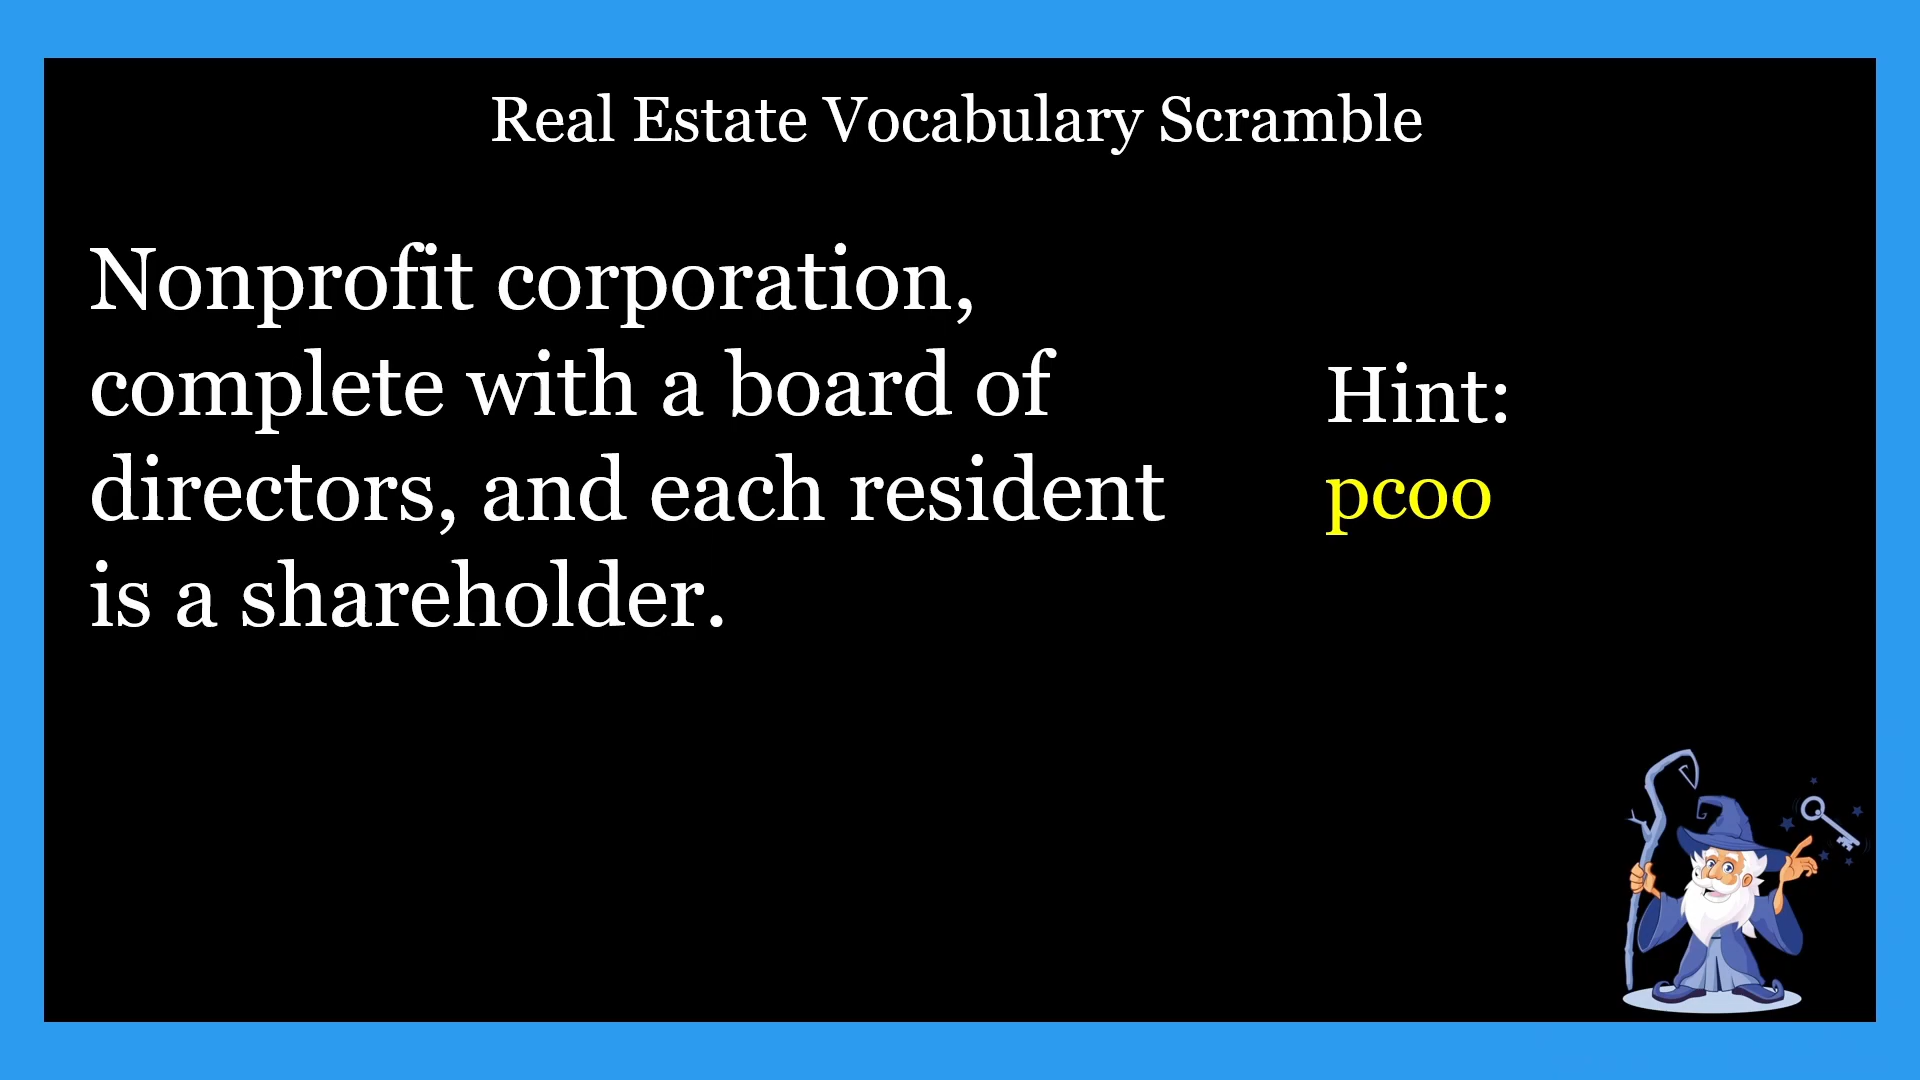 Real Estate Vocabulary Scramble
Nonprofit corporation,
complete with a board of
directors, and each resident
is a shareholder.
Hint:
pcoo